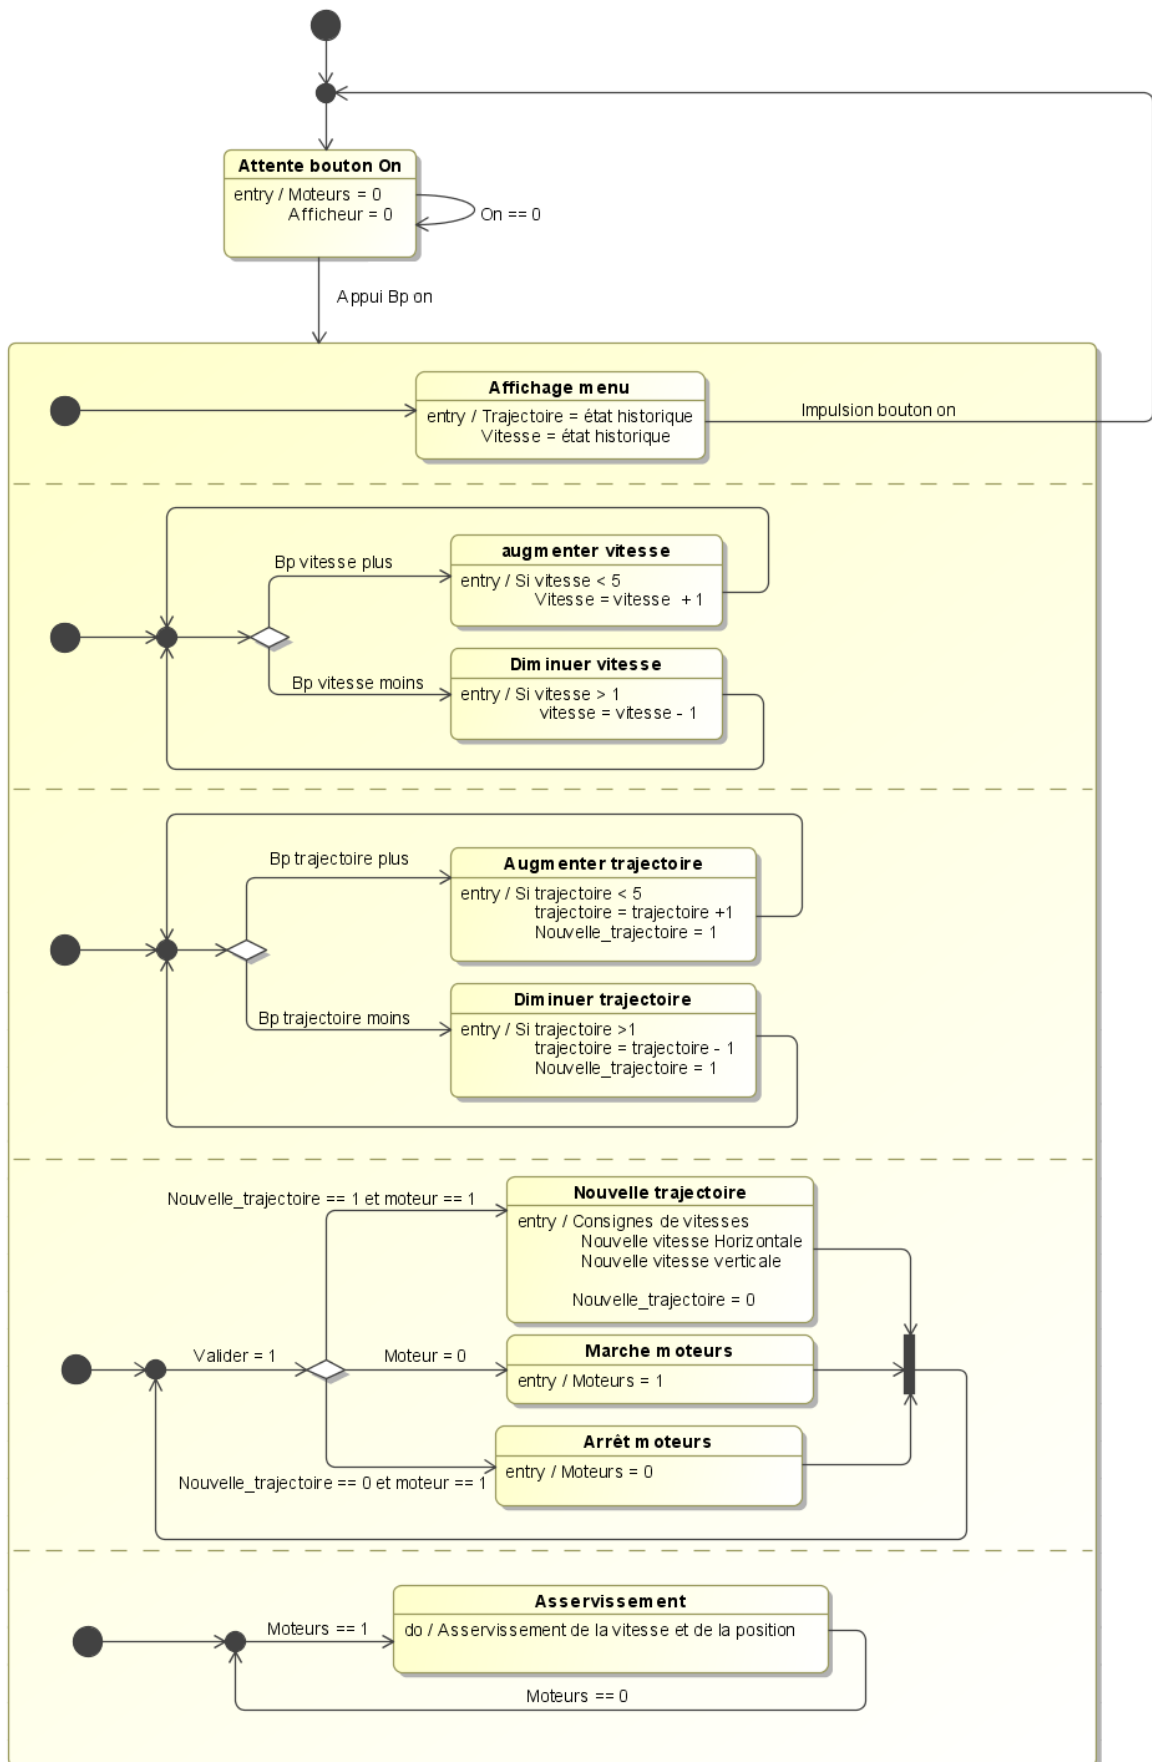 Attente bouton On
entry / Moteurs = 0
Afficheur = 0
On == 0
Appui Bp on
Affichage menu
entry / Trajectoire = état historique
Vitesse = état historique
Impulsion bouton on
augmenter vitesse
Bp vitesse plus
entry / Si vitesse < 5
Vitesse = vitesse + 1
Diminuer vitesse
Bp vitesse moins
entry / Si vitesse > 1
vitesse = vitesse - 1
Bp trajectoire plus
Augmenter trajectoire
entry / Si trajectoire < 5
trajectoire = trajectoire +1
Nouvelle_trajectoire = 1
Diminuer trajectoire
Bp trajectoire moins
entry / Si trajectoire >1
trajectoire = trajectoire - 1
Nouvelle_trajectoire = 1
Nouvelle_trajectoire == 1 et moteur == 1
Nouvelle trajectoire
entry / Consignes de vitesses
Nouvelle vitesse Horizontale
Nouvelle vitesse verticale
Nouvelle_trajectoire = 0
Valider = 1
Moteur = 0
Marche moteurs
entry / Moteurs = 1
Arrêt moteurs
entry / Moteurs = 0
Nouvelle_trajectoire == 0 et moteur == 1
Asservissement
Moteurs == 1
do / Asservissement de la vitesse et de la position
Moteurs == 0